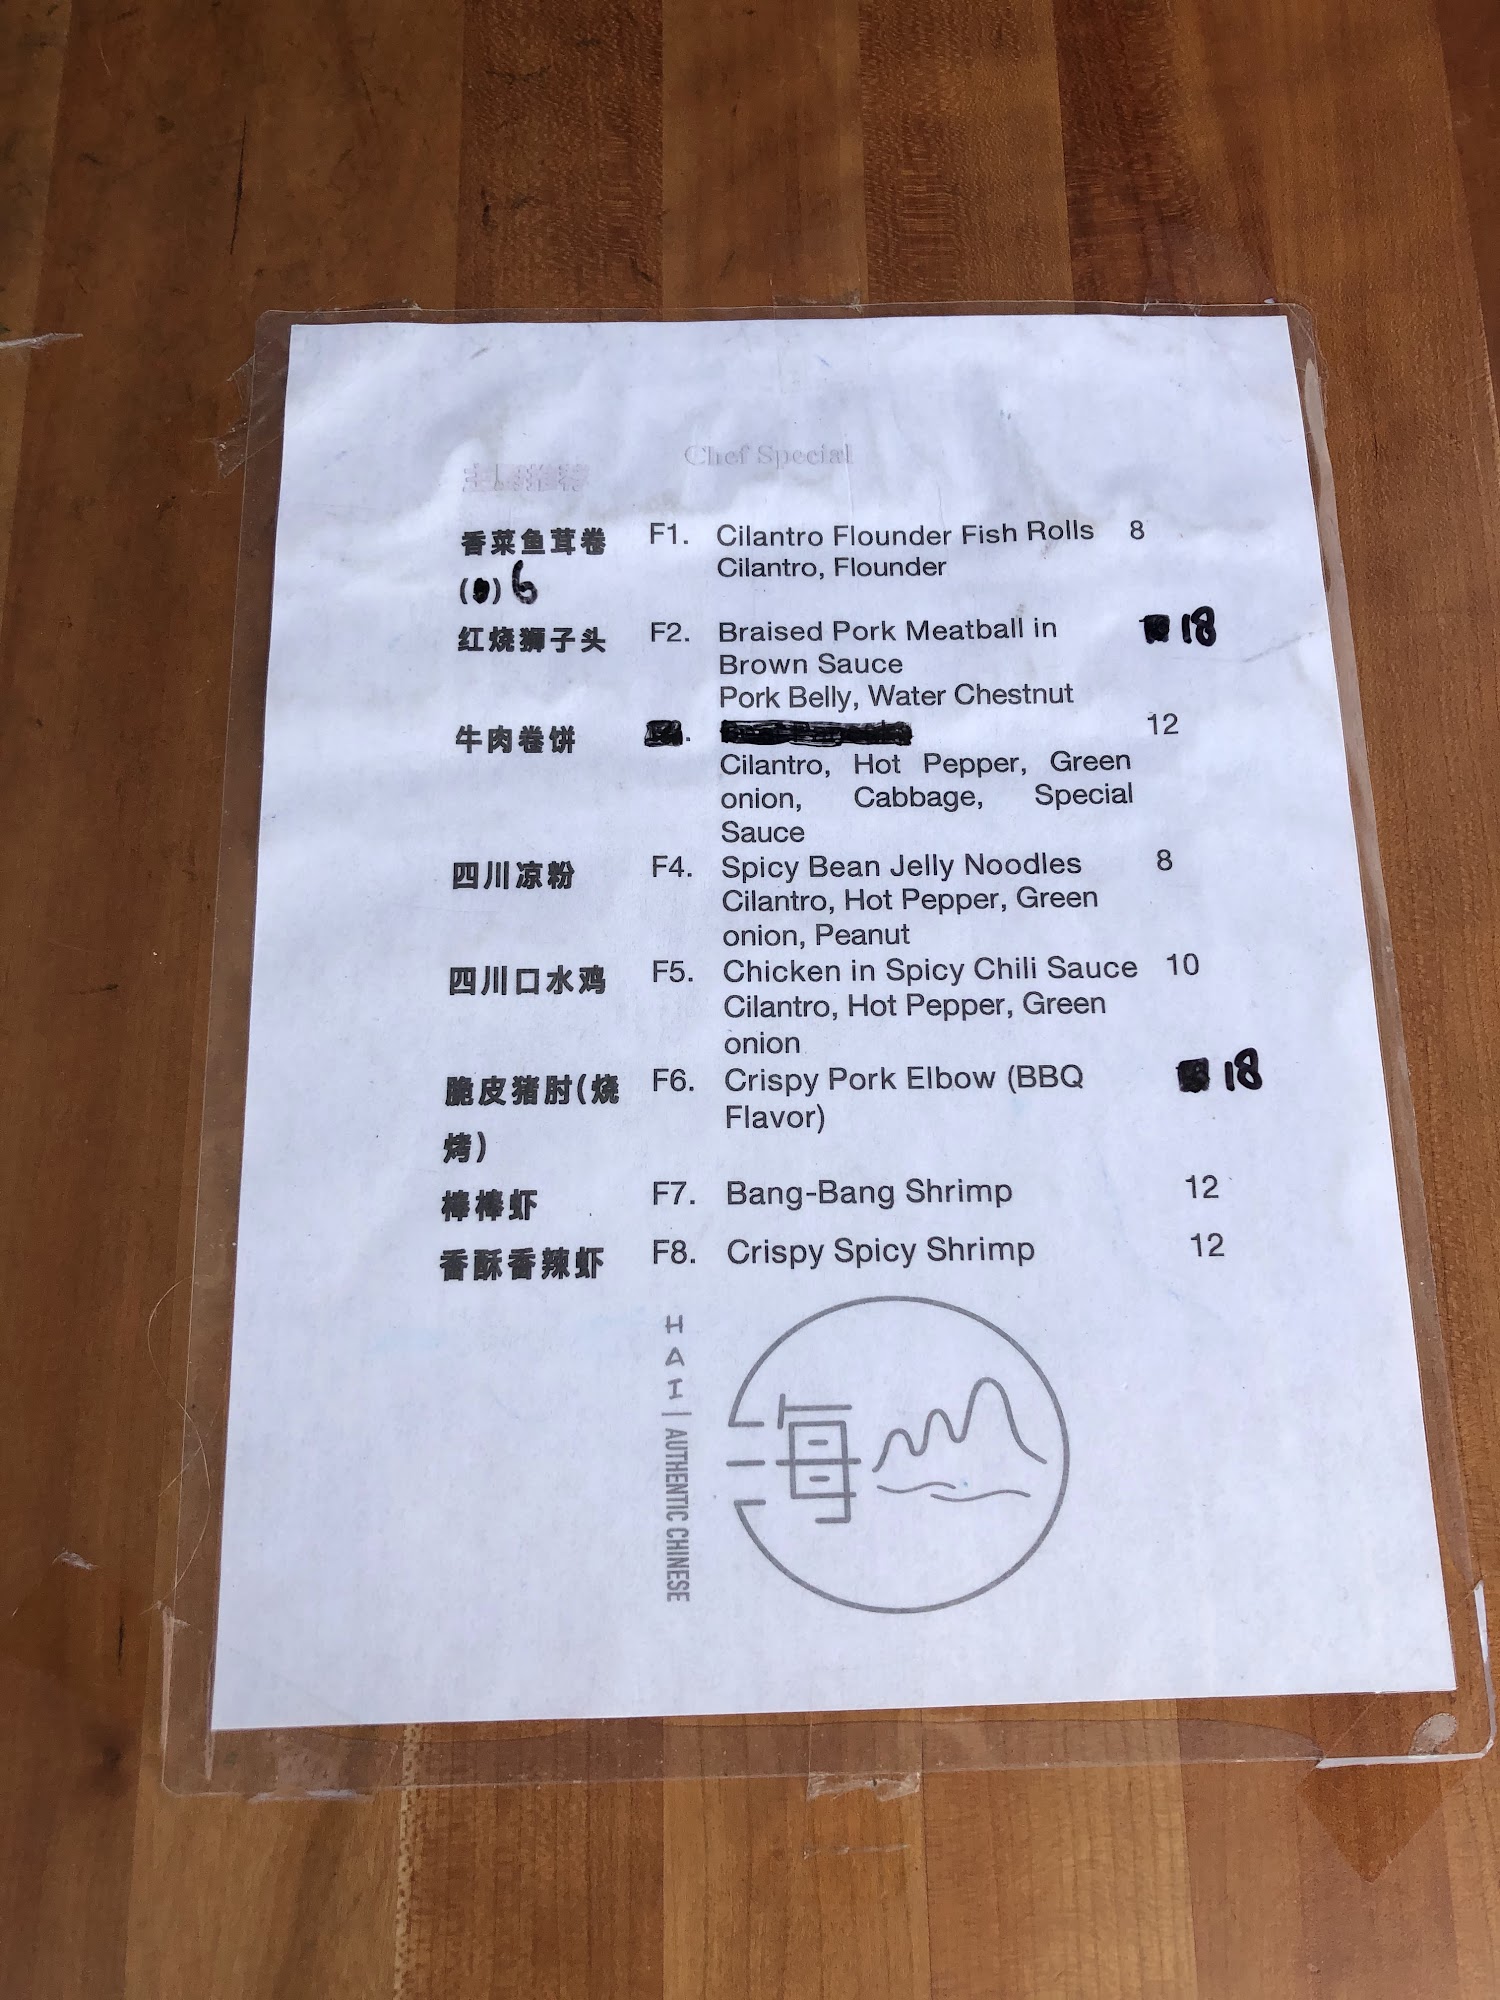 主厨推荐 Chef Special
香菜鱼茸卷 F1. Cilantro Flounder Fish Rolls 8
Cilantro, Flounder
( ) 6
红烧狮子头 F2. Braised Pork Meatball in 18
Brown Sauce
Pork Belly, Water Chestnut
牛肉卷饼 . 12
Cilantro, Hot Pepper, Green
onion, Cabbage, Special
Sauce
四川凉粉 F4. Spicy Bean Jelly Noodles 8
Cilantro, Hot Pepper, Green
onion, Peanut
四川口水鸡 F5. Chicken in Spicy Chili Sauce 10
Cilantro, Hot Pepper, Green
onion
脆皮猪肘(烧 F6. Crispy Pork Elbow (BBQ 18
烤) Flavor)
棒棒虾 F7. Bang-Bang Shrimp 12
香酥香辣虾 F8. Crispy Spicy Shrimp 12
HAI | AUTHENTIC CHINESE
海